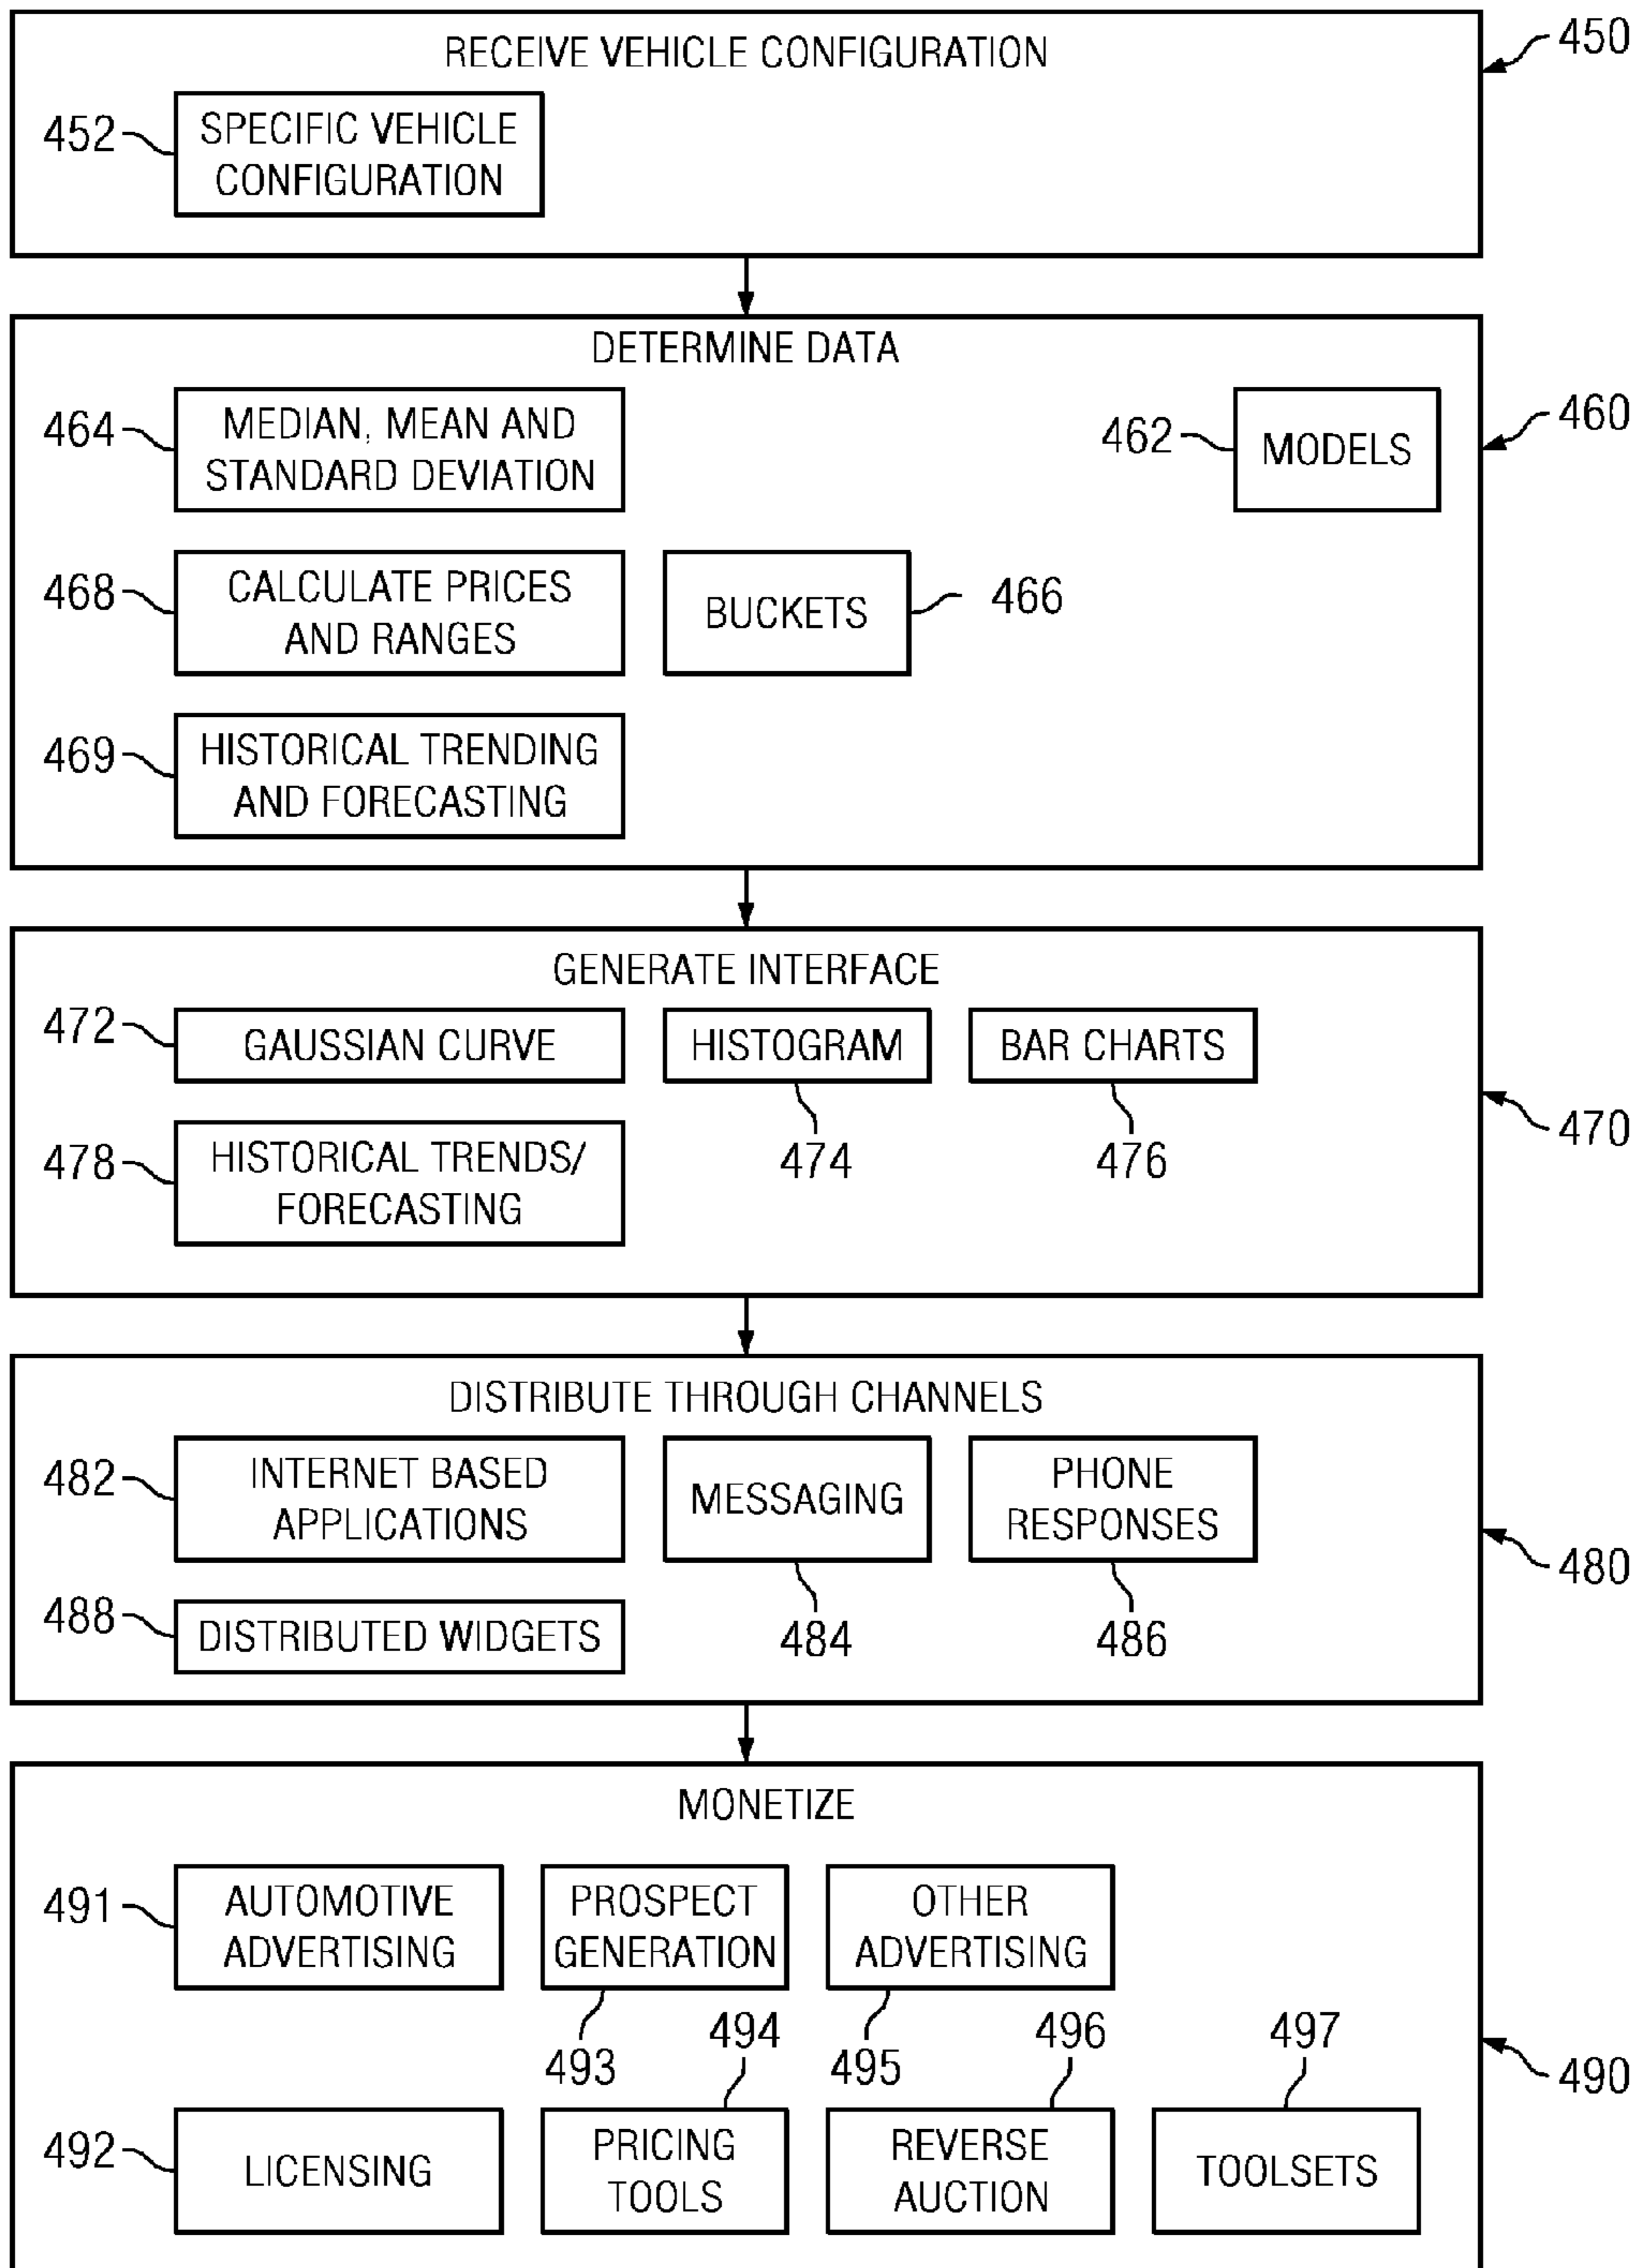 RECEIVE VEHICLE CONFIGURATION
450
452
SPECIFIC VEHICLE
CONFIGURATION
DETERMINE DATA
464
MEDIAN, MEAN AND
STANDARD DEVIATION
462
MODELS
460
468
CALCULATE PRICES
AND RANGES
BUCKETS
466
469
HISTORICAL TRENDING
AND FORECASTING
GENERATE INTERFACE
472
GAUSSIAN CURVE
HISTOGRAM
BAR CHARTS
474
476
470
478
HISTORICAL TRENDS/
FORECASTING
DISTRIBUTE THROUGH CHANNELS
482
INTERNET BASED
APPLICATIONS
MESSAGING
PHONE
RESPONSES
480
488
DISTRIBUTED WIDGETS
484
486
MONETIZE
491
AUTOMOTIVE
ADVERTISING
PROSPECT
GENERATION
OTHER
ADVERTISING
493
494
495
496
497
490
492
LICENSING
PRICING
TOOLS
REVERSE
AUCTION
TOOLSETS